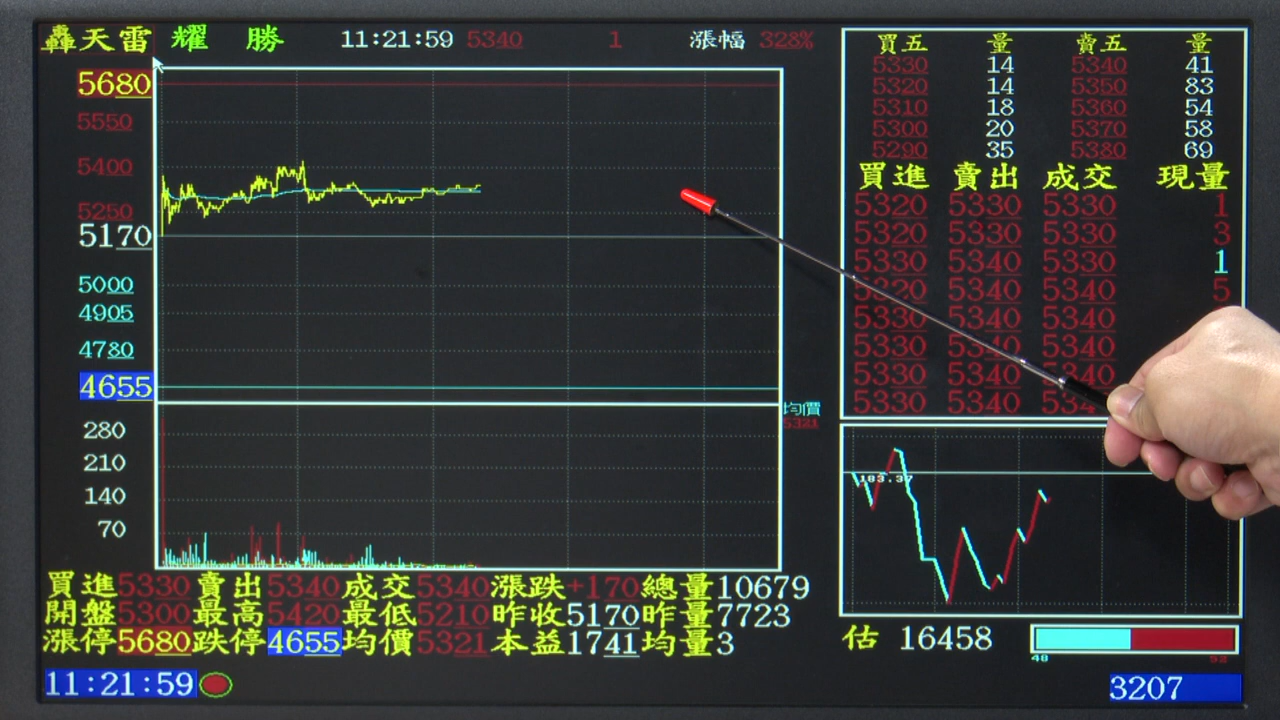 轟天雷 耀 勝 11:21:59 5340 1 漲幅 328%
5680
5550
5400
5250
5170
5000
4905
4780
4655
280
210
140
70
均價
5321
買五 量 賣五 量
5330 14 5340 41
5320 14 5350 83
5310 18 5360 54
5300 20 5370 58
5290 35 5380 69
買進 賣出 成交 現量
5320 5330 5330 1
5320 5330 5330 3
5330 5340 5330 1
5320 5340 5340 5
5330 5340 5340
5330 5340 5340
5330 5340 5340
5330 5340
183.37
買進5330賣出5340成交5340漲跌+170總量10679
開盤5300最高5420最低5210昨收5170昨量7723
漲停5680跌停4655均價5321本益1741均量3
估 16458
48 52
11:21:59
3207